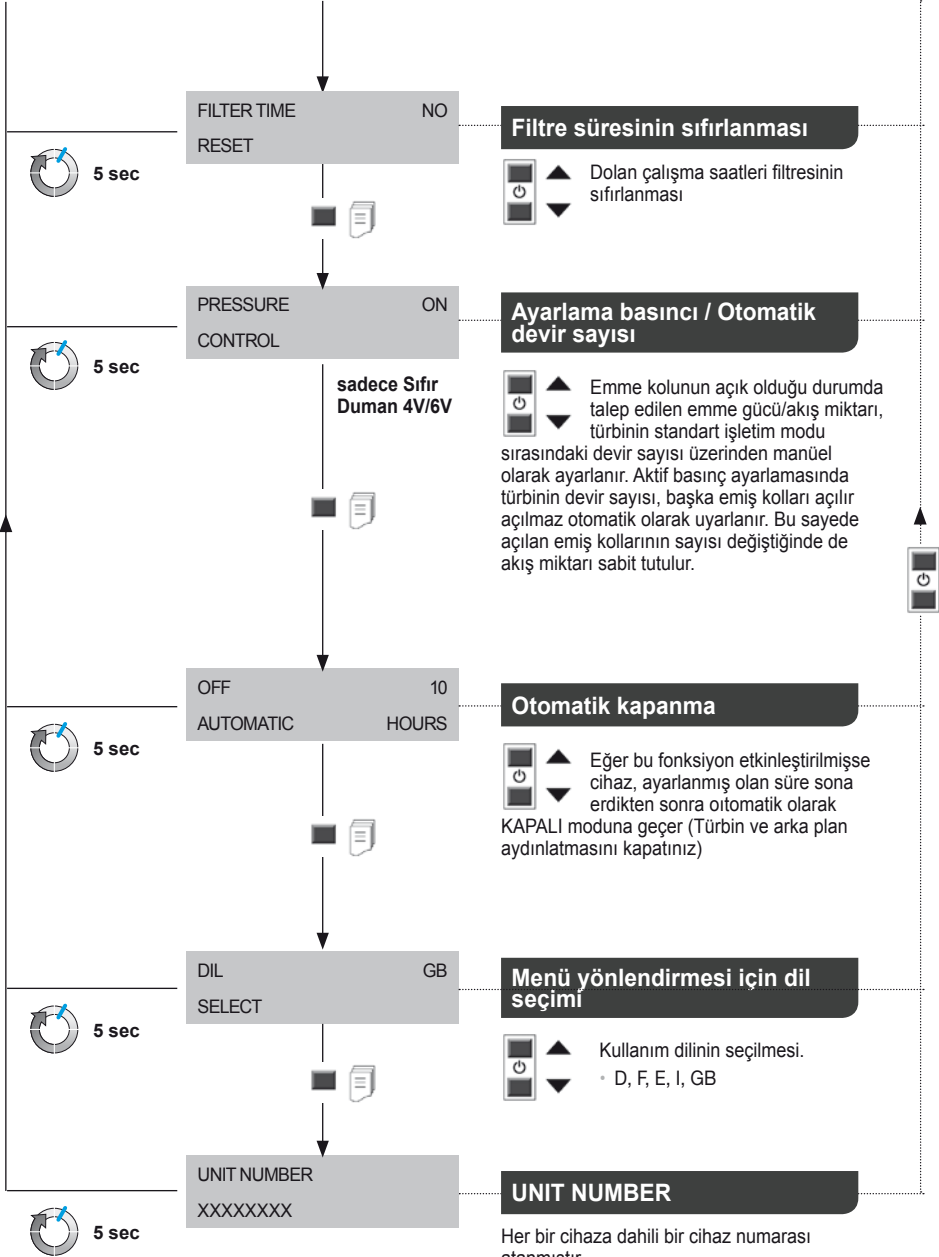 FILTER TIME NO
RESET
5 sec
Filtre süresinin sıfırlanması
Dolan çalışma saatleri filtresinin
sıfırlanması
PRESSURE ON
CONTROL
5 sec
sadece Sıfır
Duman 4V/6V
Ayarlama basıncı / Otomatik
devir sayısı
Emme kolunun açık olduğu durumda
talep edilen emme gücü/akış miktarı,
türbinin standart işletim modu
sırasındaki devir sayısı üzerinden manüel
olarak ayarlanır. Aktif basınç ayarlamasında
türbinin devir sayısı, başka emiş kolları açılır
açılmaz otomatik olarak uyarlanır. Bu sayede
açılan emiş kollarının sayısı değiştiğinde de
akış miktarı sabit tutulur.
OFF 10
AUTOMATIC HOURS
5 sec
Otomatik kapanma
Eğer bu fonksiyon etkinleştirilmişse
cihaz, ayarlanmış olan süre sona
erdikten sonra oıtomatik olarak
KAPALI moduna geçer (Türbin ve arka plan
aydınlatmasını kapatınız)
DIL GB
SELECT
5 sec
Menü yönlendirmesi için dil
seçimi
Kullanım dilinin seçilmesi.
• D, F, E, I, GB
UNIT NUMBER
XXXXXXXX
5 sec
UNIT NUMBER
Her bir cihaza dahili bir cihaz numarası
atanmıştır